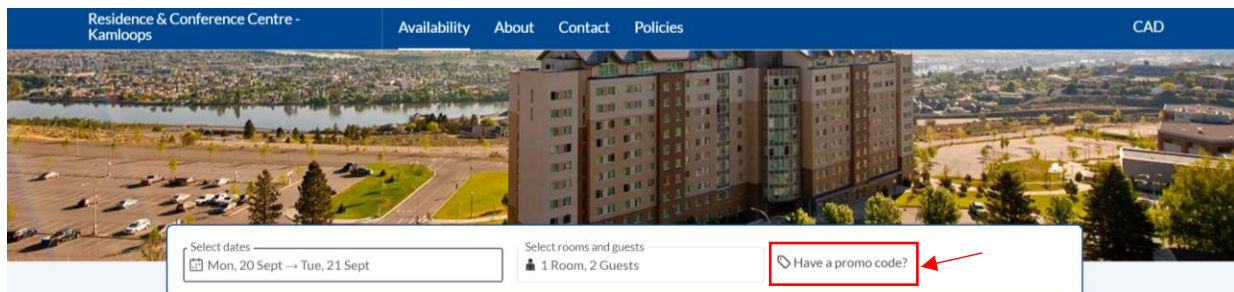 Residence & Conference Centre -
Kamloops
Availability About Contact Policies
CAD
Select dates
Mon, 20 Sept → Tue, 21 Sept
Select rooms and guests
1 Room, 2 Guests
Have a promo code?